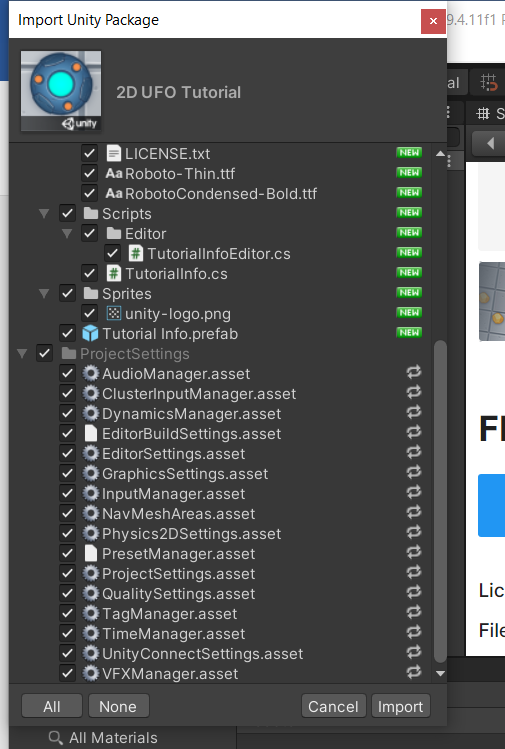 Import Unity Package
9.4.11f1
2D UFO Tutorial
unity
LICENSE.txt NEW
Roboto-Thin.ttf NEW
RobotoCondensed-Bold.ttf NEW
Scripts
Editor
TutorialInfoEditor.cs NEW
TutorialInfo.cs NEW
Sprites NEW
unity-logo.png NEW
Tutorial Info.prefab NEW
ProjectSettings
AudioManager.asset
ClusterInputManager.asset
DynamicsManager.asset
EditorBuildSettings.asset
EditorSettings.asset
GraphicsSettings.asset
InputManager.asset
NavMeshAreas.asset
Physics2DSettings.asset
PresetManager.asset
ProjectSettings.asset
QualitySettings.asset
TagManager.asset
TimeManager.asset
UnityConnectSettings.asset
VFXManager.asset
All None Cancel Import
al
S
Lic
File
All Materials